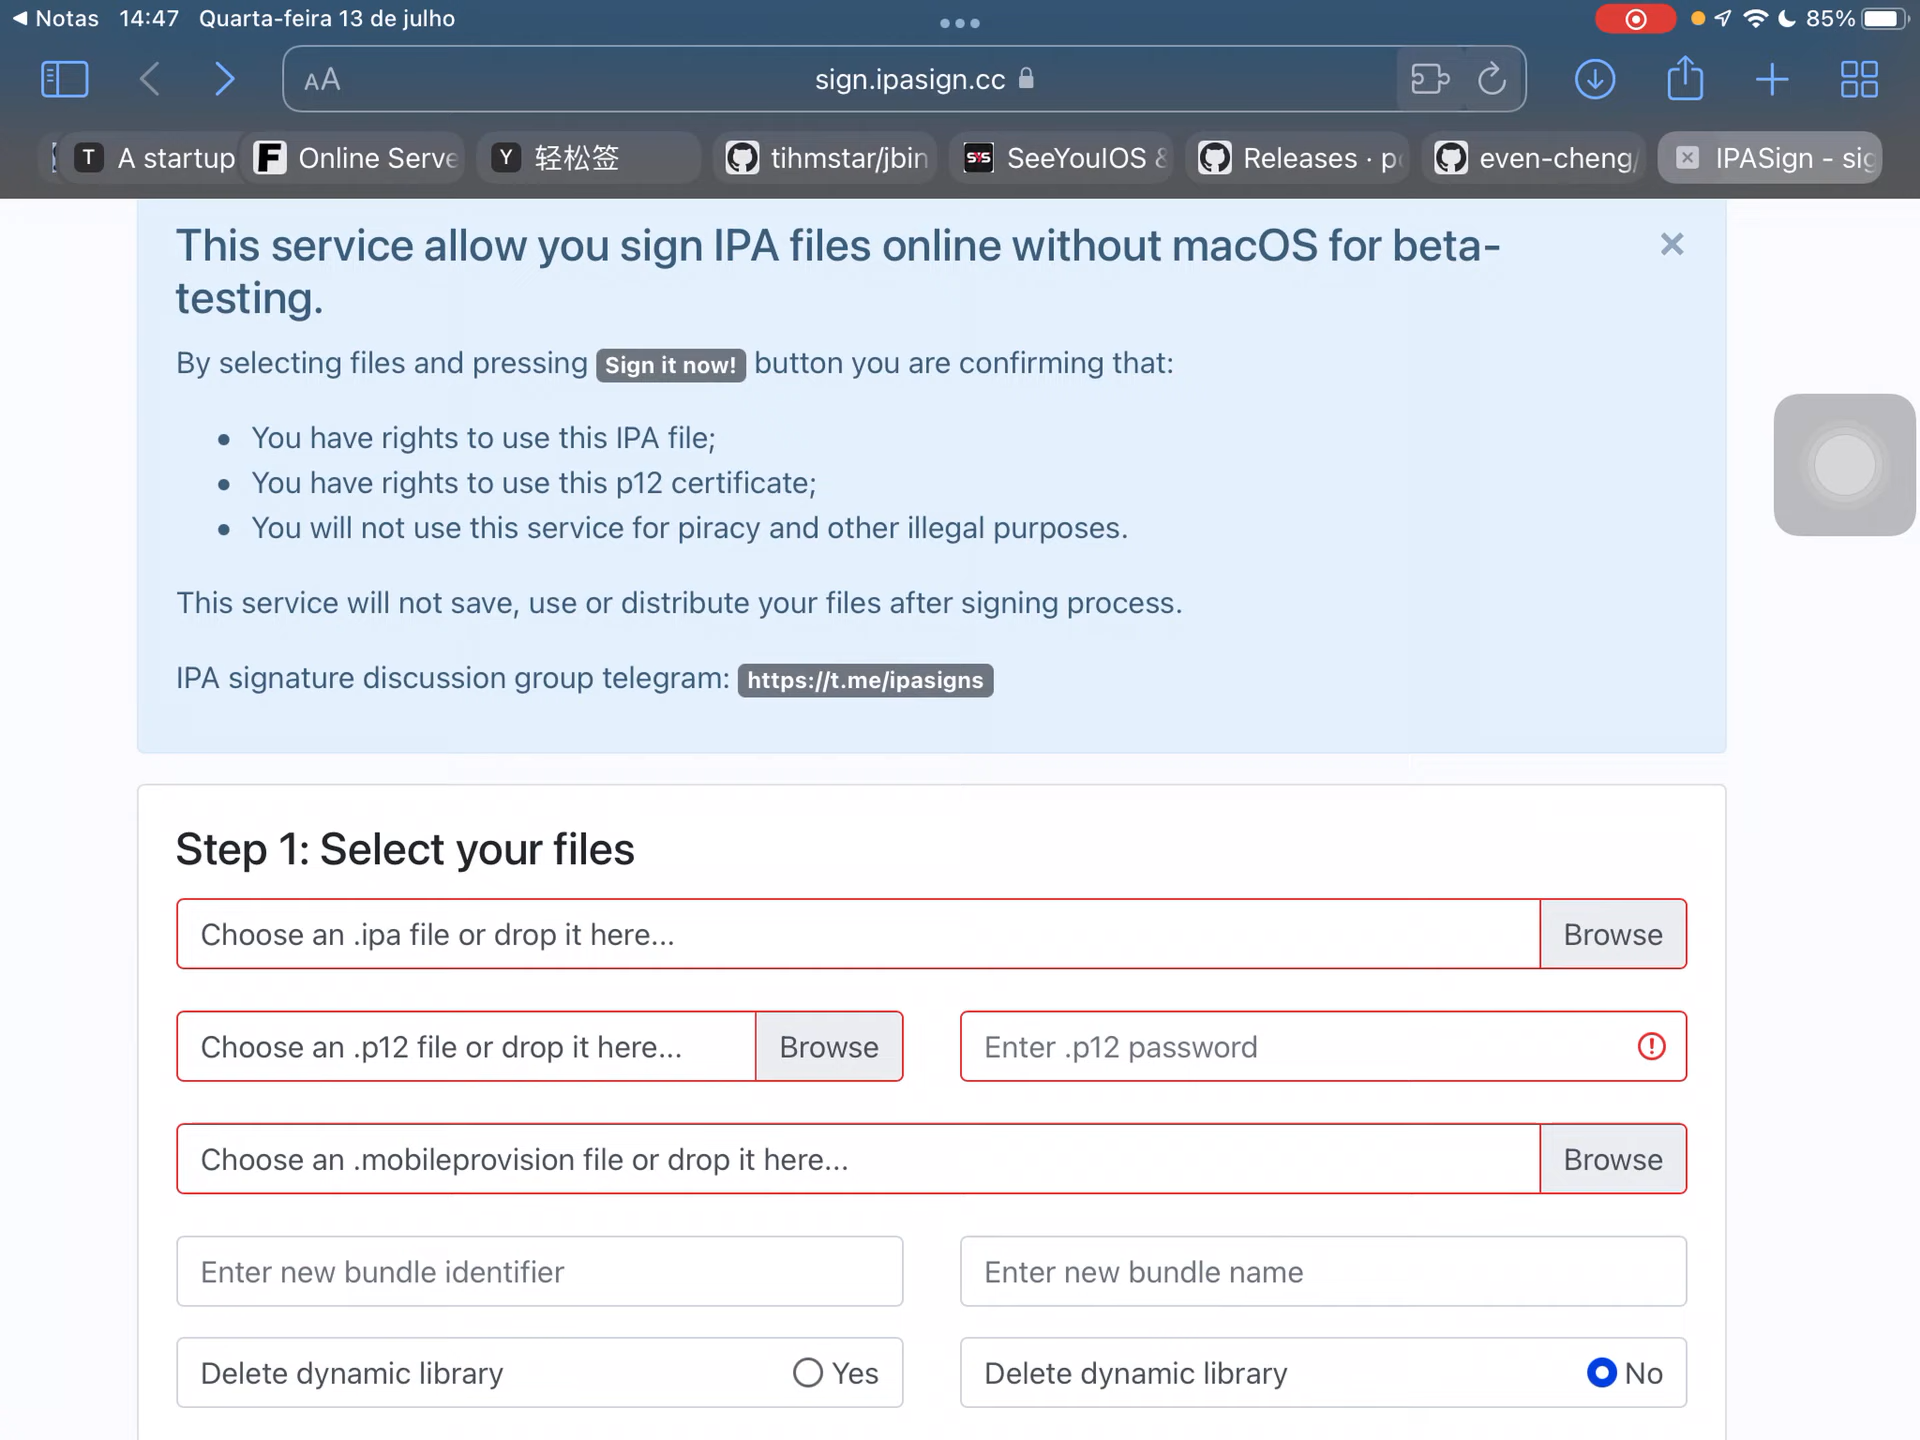 Notas 14:47 Quarta-feira 13 de julho
85%
AA
sign.ipasign.cc
T A startup
F Online Serve
Y 轻松签
tihmstar/jbin
SYS SeeYouIOS &
Releases · p
even-cheng/
IPASign - sig
This service allow you sign IPA files online without macOS for beta-
testing.
By selecting files and pressing Sign it now! button you are confirming that:
You have rights to use this IPA file;
You have rights to use this p12 certificate;
You will not use this service for piracy and other illegal purposes.
This service will not save, use or distribute your files after signing process.
IPA signature discussion group telegram: https://t.me/ipasigns
Step 1: Select your files
Choose an .ipa file or drop it here... Browse
Choose an .p12 file or drop it here... Browse
Enter .p12 password
Choose an .mobileprovision file or drop it here... Browse
Enter new bundle identifier
Enter new bundle name
Delete dynamic library Yes
Delete dynamic library No